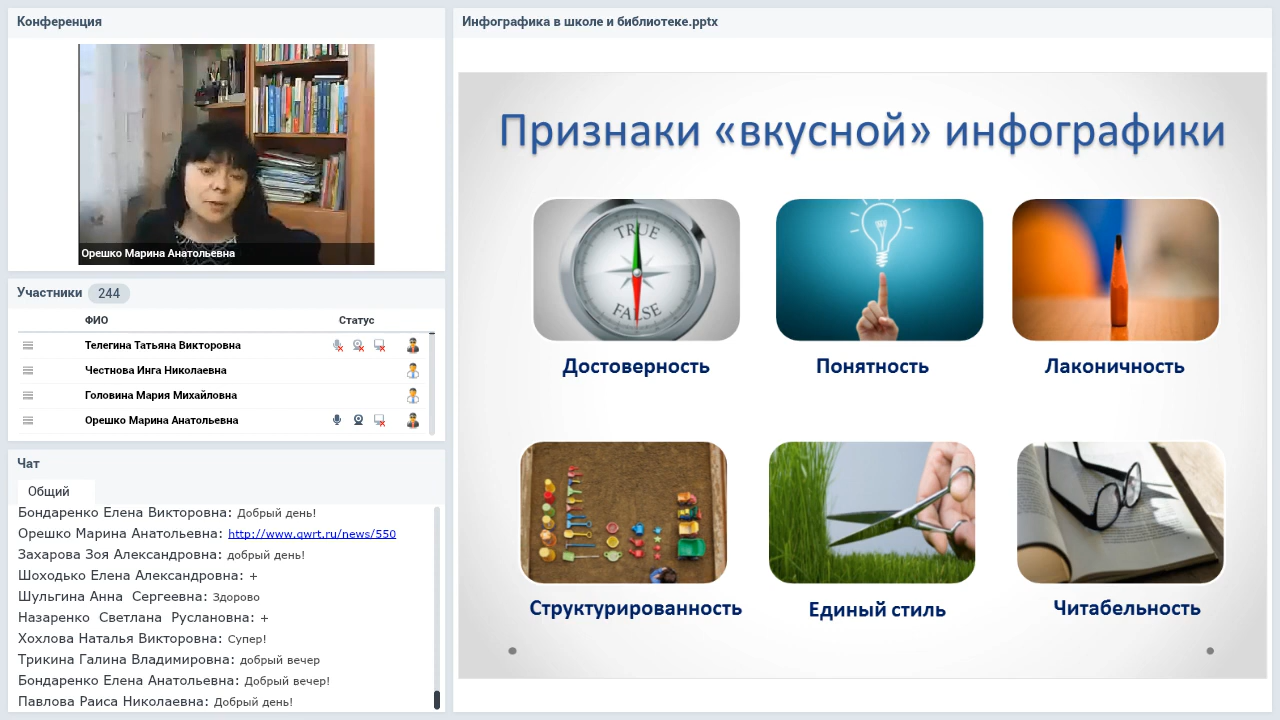 Конференция
Орешко Марина Анатольевна
Участники 244
ФИО Статус
Телегина Татьяна Викторовна
Честнова Инга Николаевна
Головина Мария Михайловна
Орешко Марина Анатольевна
Чат
Общий
Бондаренко Елена Викторовна: Добрый день!
Орешко Марина Анатольевна: http://www.qwrt.ru/news/550
Захарова Зоя Александровна: добрый день!
Шоходько Елена Александровна: +
Шульгина Анна Сергеевна: Здорово
Назаренко Светлана Руслановна: +
Хохлова Наталья Викторовна: Супер!
Трикина Галина Владимировна: добрый вечер
Бондаренко Елена Анатольевна: Добрый вечер!
Павлова Раиса Николаевна: Добрый день!
Инфографика в школе и библиотеке.pptx
Признаки «вкусной» инфографики
TRUE
FALSE
Достоверность Понятность Лаконичность
Структурированность Единый стиль Читабельность